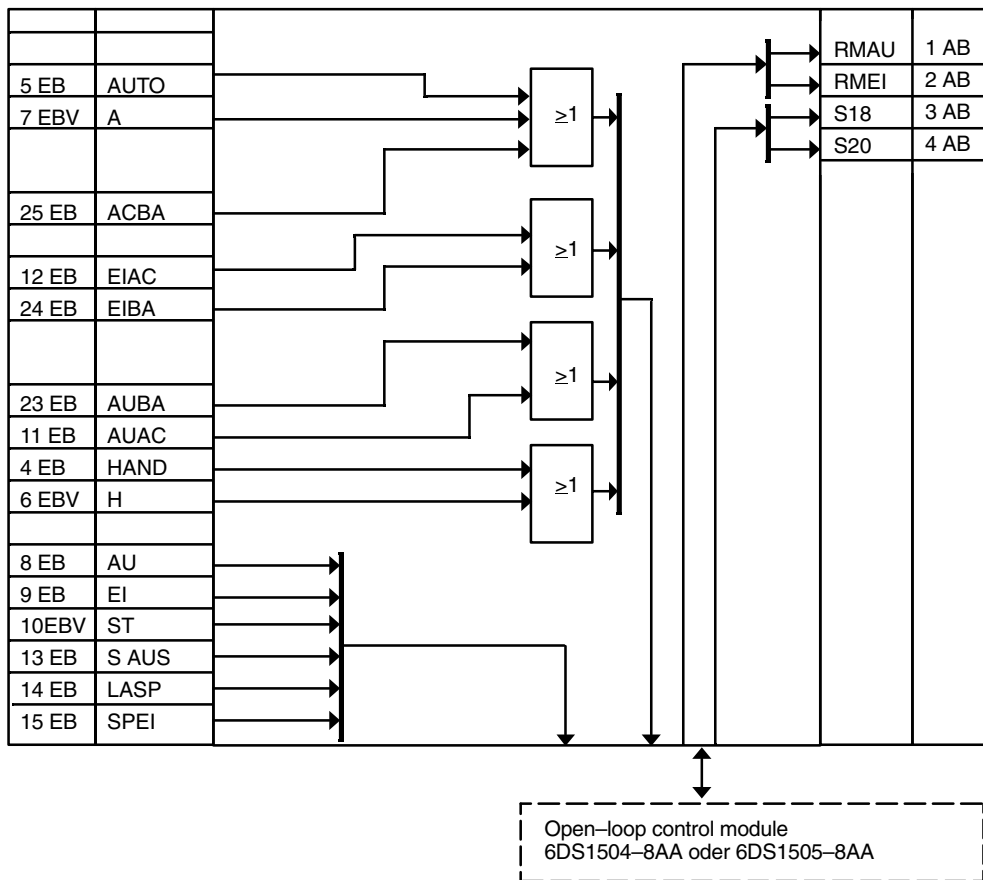 RMAU 1 AB
5 EB AUTO RMEI 2 AB
7 EBV A ≥1 S18 3 AB
S20 4 AB
25 EB ACBA
≥1
12 EB EIAC
24 EB EIBA
≥1
23 EB AUBA
11 EB AUAC
4 EB HAND
6 EBV H ≥1
8 EB AU
9 EB EI
10EBV ST
13 EB S AUS
14 EB LASP
15 EB SPEI
Open–loop control module
6DS1504–8AA oder 6DS1505–8AA